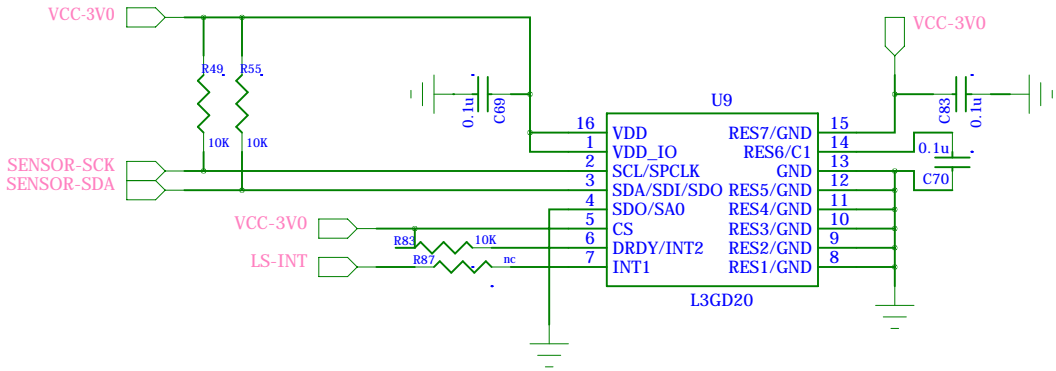 VCC-3V0
VCC-3V0
R49
R55
10K
10K
0.1u
C69
C83
0.1u
U9
SENSOR-SCK
SENSOR-SDA
16
VDD
RES7/GND
15
1
VDD_IO
RES6/C1
14
0.1u
2
SCL/SPCLK
GND
13
C70
3
SDA/SDI/SDO
RES5/GND
12
4
SDO/SA0
RES4/GND
11
VCC-3V0
5
CS
RES3/GND
10
R83
10K
6
DRDY/INT2
RES2/GND
9
LS-INT
R87
nc
7
INT1
RES1/GND
8
L3GD20